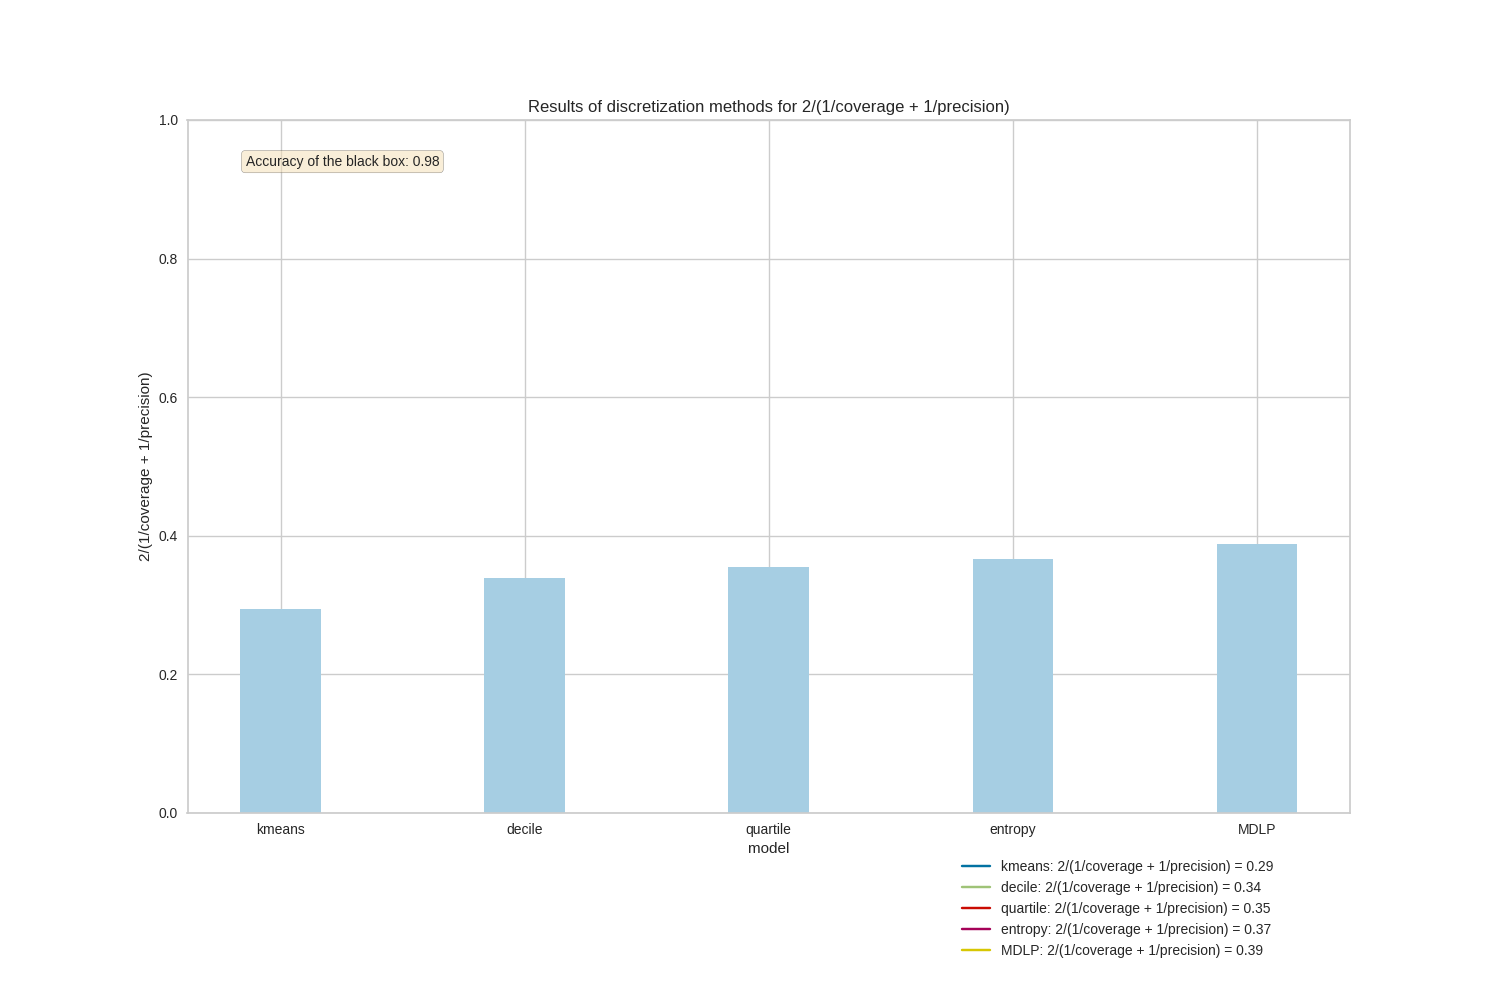 Results of discretization methods for 2/(1/coverage + 1/precision)
1.0
Accuracy of the black box: 0.98
0.8
0.6
2/(1/coverage + 1/precision)
0.4
0.2
0.0
kmeans decile quartile entropy MDLP
model
kmeans: 2/(1/coverage + 1/precision) = 0.29
decile: 2/(1/coverage + 1/precision) = 0.34
quartile: 2/(1/coverage + 1/precision) = 0.35
entropy: 2/(1/coverage + 1/precision) = 0.37
MDLP: 2/(1/coverage + 1/precision) = 0.39